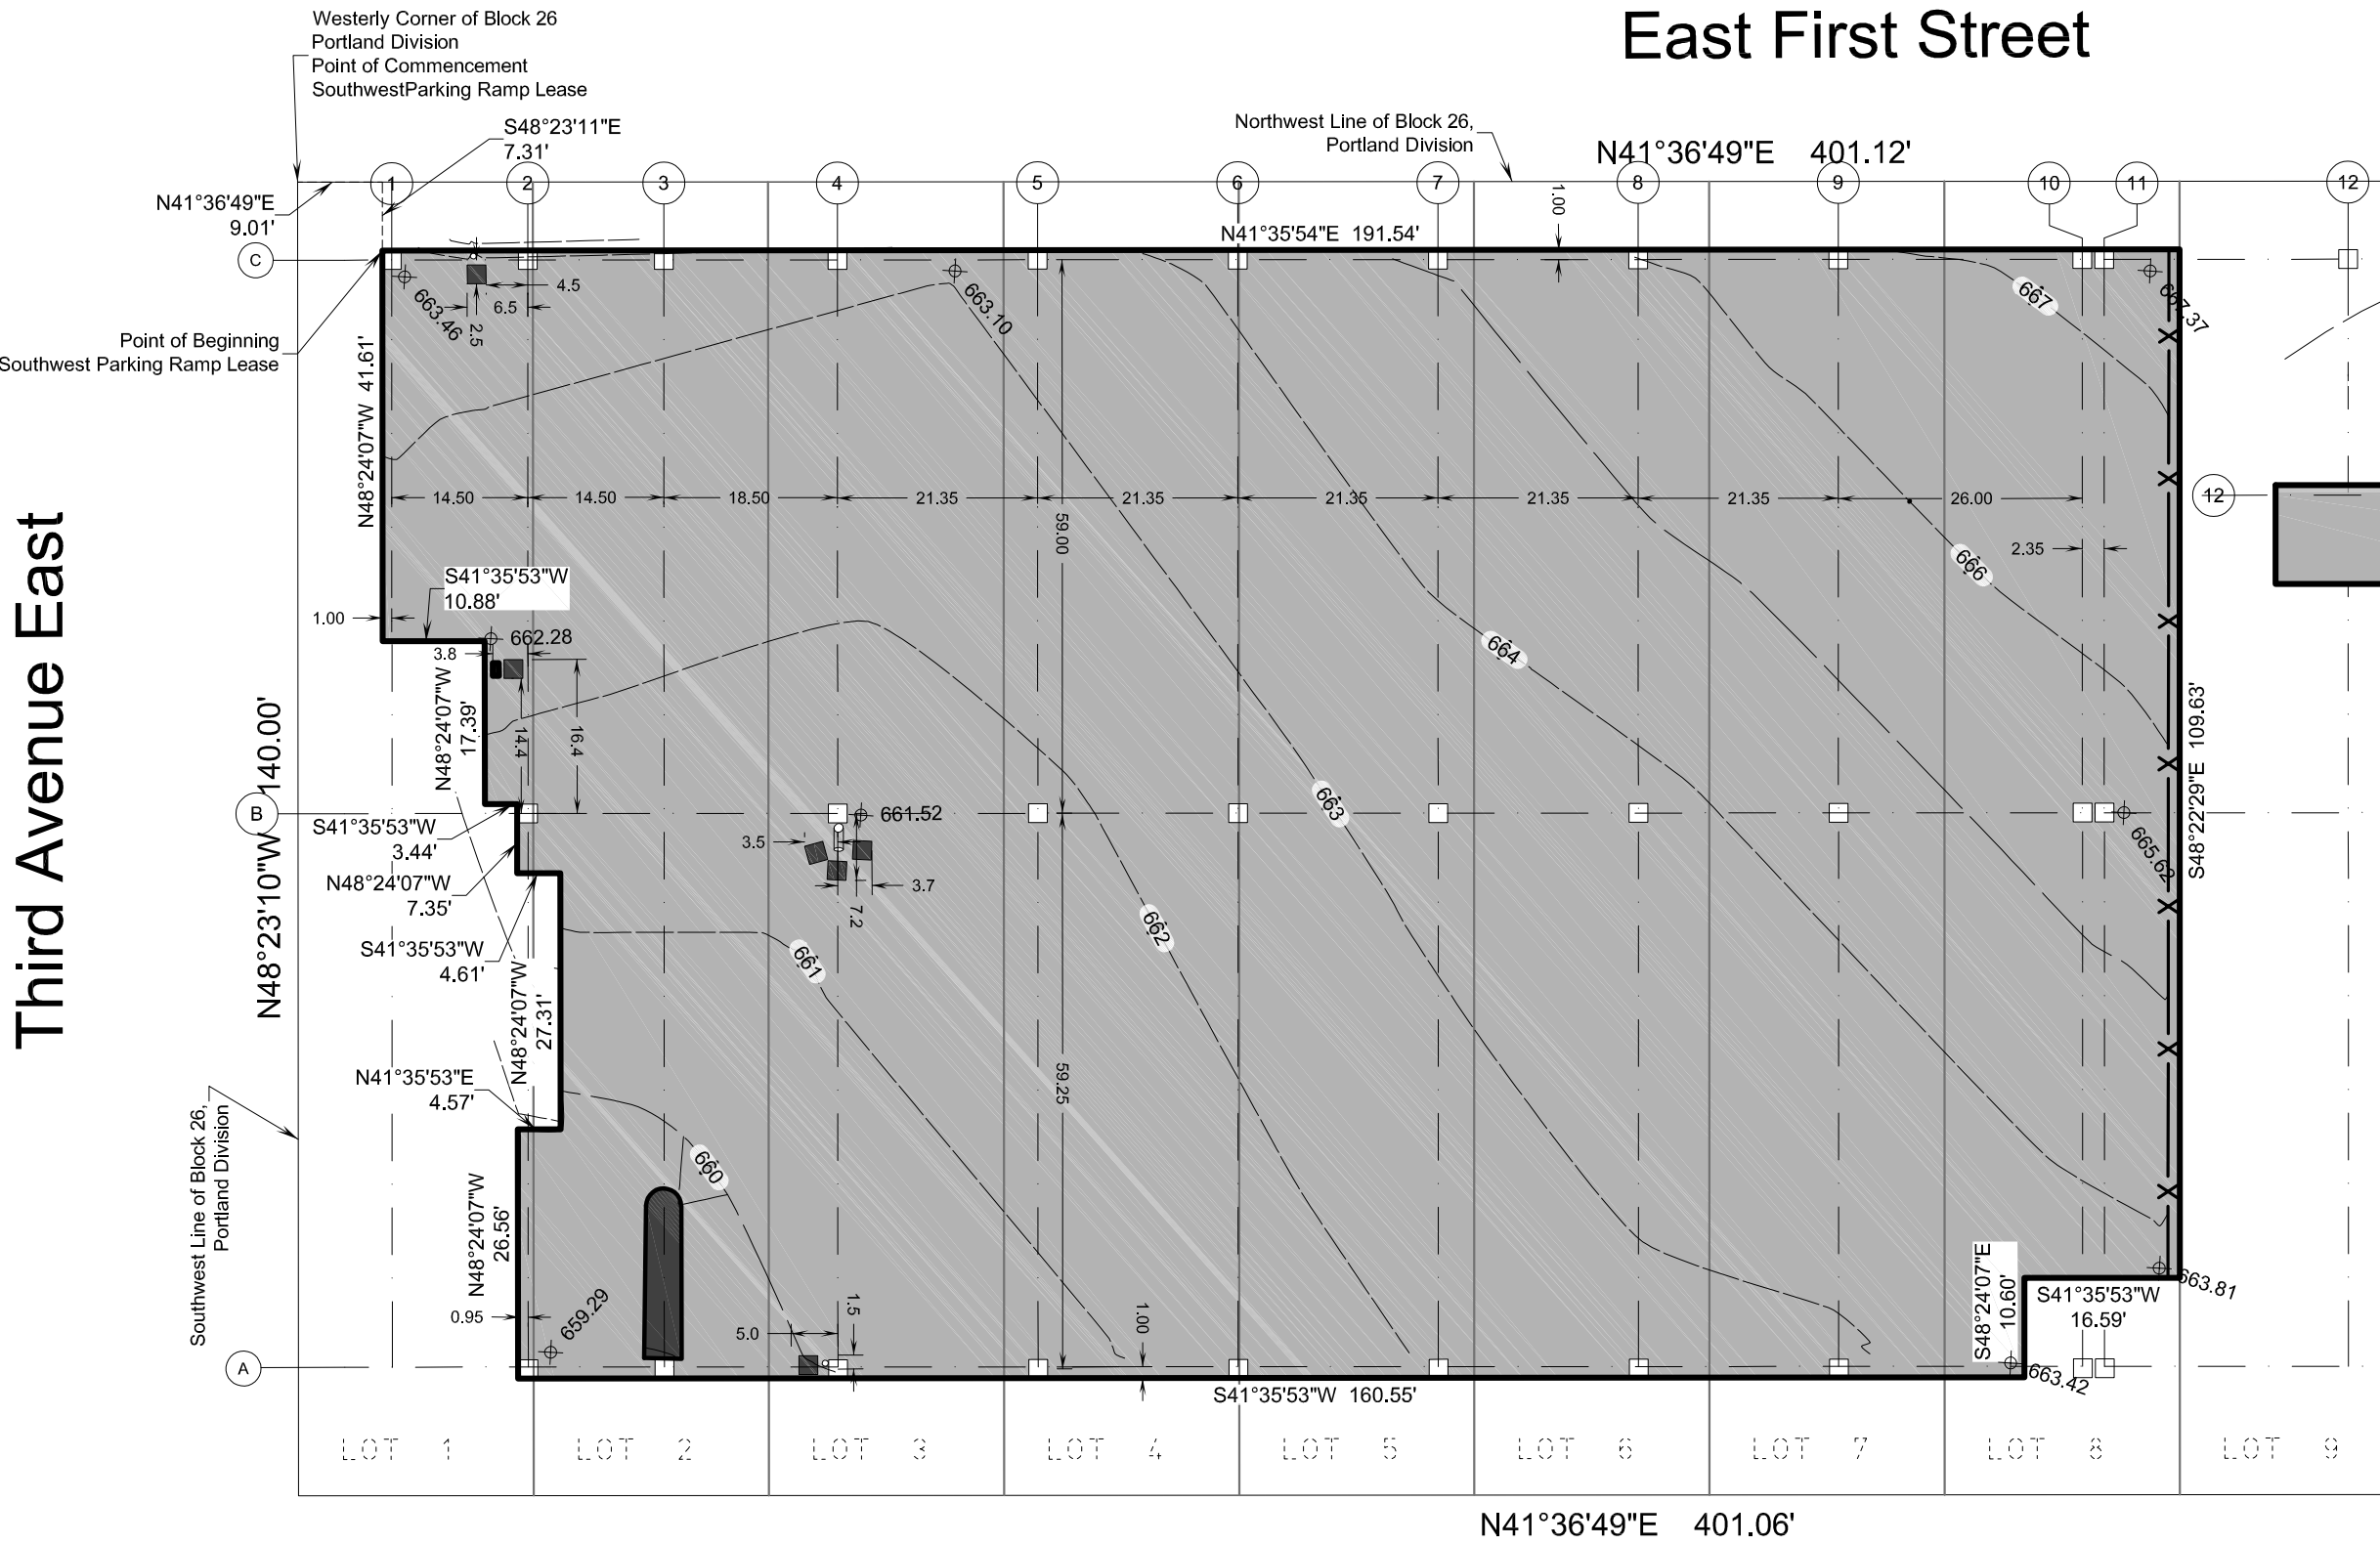 Westerly Corner of Block 26
Portland Division
Point of Commencement
SouthwestParking Ramp Lease
East First Street
S48°23'11"E
7.31'
Northwest Line of Block 26,
Portland Division
N41°36'49"E 401.12'
N41°36'49"E
9.01'
1
2
3
4
5
6
7
8
9
10
11
12
1.00
N41°35'54"E 191.54'
C
4.5
6.5
2.5
663.46
663.10
667
667.37
Point of Beginning
Southwest Parking Ramp Lease
N48°24'07"W 41.61'
14.50
14.50
18.50
21.35
21.35
21.35
21.35
21.35
26.00
12
59.00
2.35
666
S41°35'53"W
10.88'
1.00
662.28
3.8
664
Third Avenue East
N48°23'10"W 140.00'
N48°24'07"W
17.39'
14.4
16.4
S48°22'29"E 109.63'
B
663
661.52
S41°35'53"W
3.44'
3.5
665.62
N48°24'07"W
7.35'
3.7
7.2
662
S41°35'53"W
4.61'
661
N48°24'07"W
27.31'
N41°35'53"E
4.57'
59.25
Southwest Line of Block 26,
Portland Division
660
N48°24'07"W
26.56'
0.95
659.29
5.0
1.5
1.00
S48°24'07"E
10.60'
663.81
S41°35'53"W
16.59'
A
663.42
S41°35'53"W 160.55'
LOT 1
LOT 2
LOT 3
LOT 4
LOT 5
LOT 6
LOT 7
LOT 8
LOT 9
N41°36'49"E 401.06'